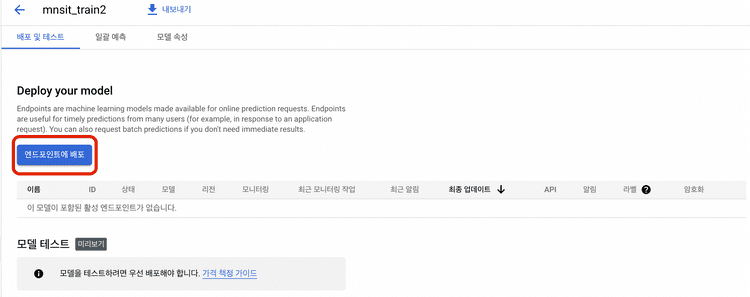 mnsit_train2 내보내기
배포 및 테스트 일괄 예측 모델 속성
Deploy your model
Endpoints are machine learning models made available for online prediction requests. Endpoints
are useful for timely predictions from many users (for example, in response to an application
request). You can also request batch predictions if you don't need immediate results.
엔드포인트에 배포
이름 ID 상태 모델 리전 모니터링 최근 모니터링 작업 최근 알림 최종 업데이트 API 알림 라벨 암호화
이 모델이 포함된 활성 엔드포인트가 없습니다.
모델 테스트 미리보기
모델을 테스트하려면 우선 배포해야 합니다. 가격 책정 가이드